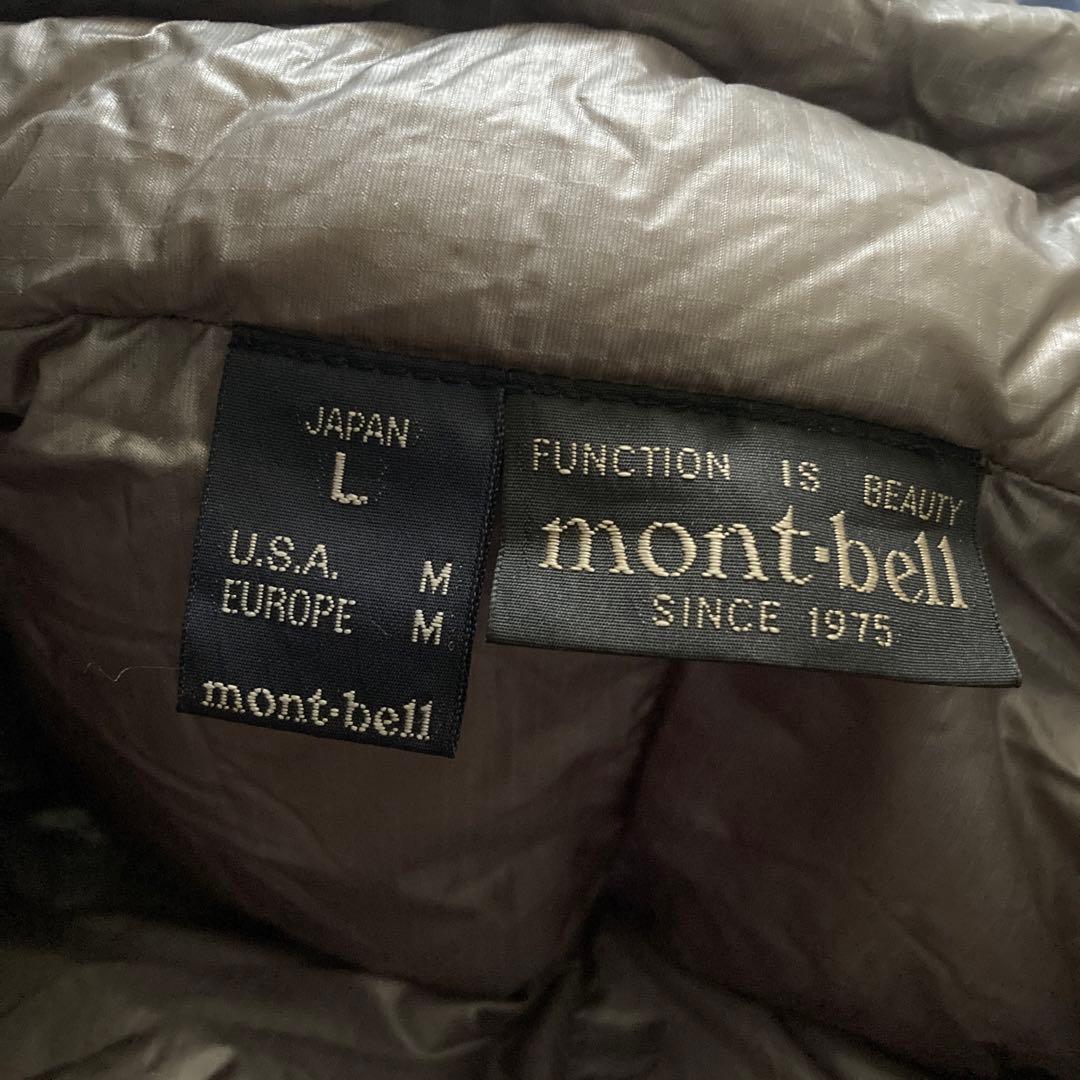 JAPAN
L
U.S.A. M
EUROPE M
mont·bell
FUNCTION IS BEAUTY
mont·bell
SINCE 1975